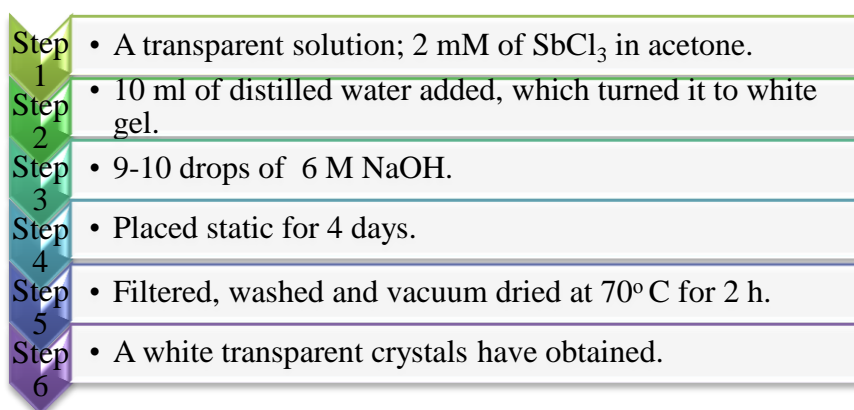 Step 1
• A transparent solution; 2 mM of SbCl₃ in acetone.
Step 2
• 10 ml of distilled water added, which turned it to white
gel.
Step 3
• 9-10 drops of 6 M NaOH.
Step 4
• Placed static for 4 days.
Step 5
• Filtered, washed and vacuum dried at 70º C for 2 h.
Step 6
• A white transparent crystals have obtained.